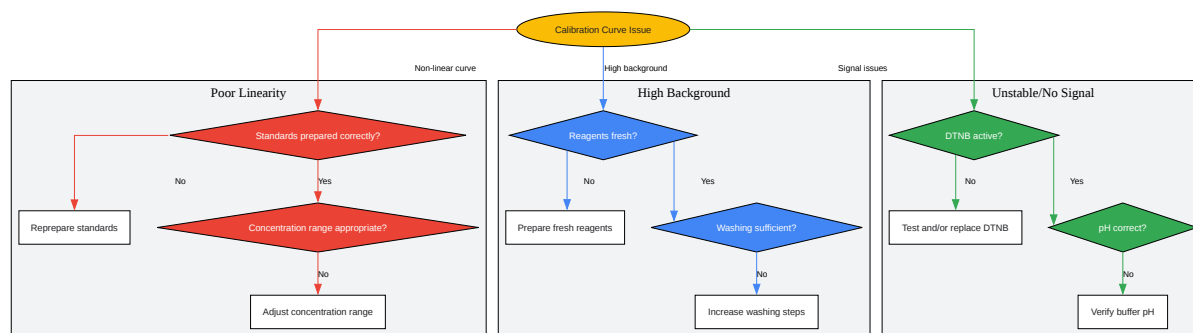 Calibration Curve Issue
Non-linear curve
High background
Signal issues
Poor Linearity
Standards prepared correctly?
No
Yes
Reprepare standards
Concentration range appropriate?
No
Adjust concentration range
High Background
Reagents fresh?
No
Yes
Prepare fresh reagents
Washing sufficient?
No
Increase washing steps
Unstable/No Signal
DTNB active?
No
Yes
Test and/or replace DTNB
pH correct?
No
Verify buffer pH